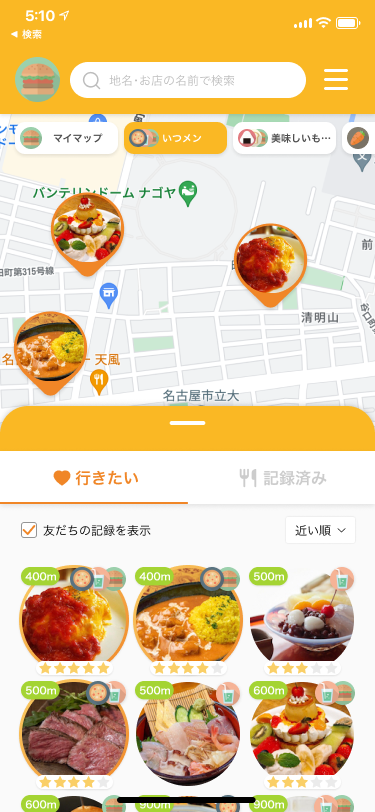 5:10
◀ 検索
地名・お店の名前で検索
マイマップ
いつメン
美味しいも…
バンテリンドーム ナゴヤ
町第315号線
前
清明山
天風
名古屋市立大
行きたい
記録済み
友だちの記録を表示
近い順
400m
400m
500m
500m
500m
600m
600m
900m
900m